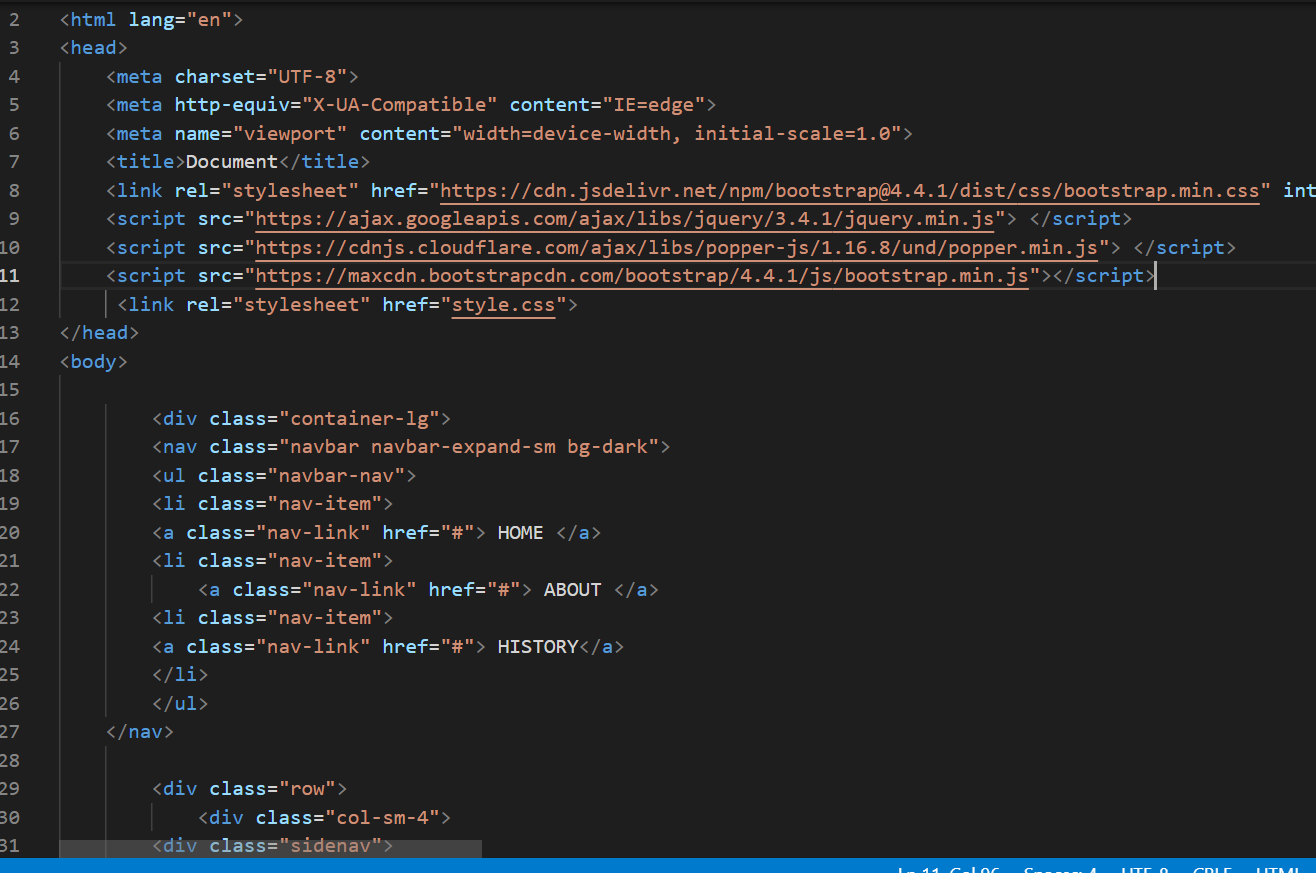 2 <html lang="en">
3 <head>
4 <meta charset="UTF-8">
5 <meta http-equiv="X-UA-Compatible" content="IE=edge">
6 <meta name="viewport" content="width=device-width, initial-scale=1.0">
7 <title>Document</title>
8 <link rel="stylesheet" href="https://cdn.jsdelivr.net/npm/bootstrap@4.4.1/dist/css/bootstrap.min.css" int
9 <script src="https://ajax.googleapis.com/ajax/libs/jquery/3.4.1/jquery.min.js"> </script>
10 <script src="https://cdnjs.cloudflare.com/ajax/libs/popper-js/1.16.8/und/popper.min.js"> </script>
11 <script src="https://maxcdn.bootstrapcdn.com/bootstrap/4.4.1/js/bootstrap.min.js"></script>
12 <link rel="stylesheet" href="style.css">
13 </head>
14 <body>
15
16 <div class="container-lg">
17 <nav class="navbar navbar-expand-sm bg-dark">
18 <ul class="navbar-nav">
19 <li class="nav-item">
20 <a class="nav-link" href="#"> HOME </a>
21 <li class="nav-item">
22 <a class="nav-link" href="#"> ABOUT </a>
23 <li class="nav-item">
24 <a class="nav-link" href="#"> HISTORY</a>
25 </li>
26 </ul>
27 </nav>
28
29 <div class="row">
30 <div class="col-sm-4">
31 <div class="sidenav">
Ln 11, Col 96 Spaces: 4 UTF-8 CRLF HTML